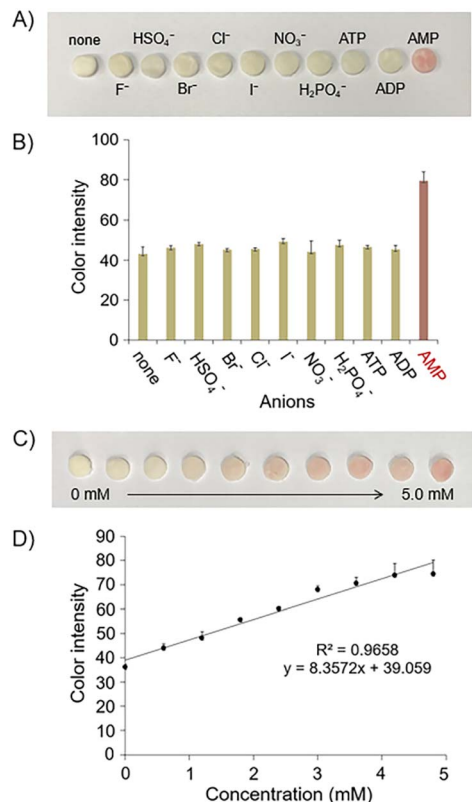 A)
none HSO₄⁻ Cl⁻ NO₃⁻ ATP AMP
F⁻ Br⁻ I⁻ H₂PO₄⁻ ADP
B)
Color intensity
100
80
60
40
20
0
none F⁻ HSO₄⁻ Br⁻ Cl⁻ I⁻ NO₃⁻ H₂PO₄⁻ ATP ADP AMP
Anions
C)
0 mM 5.0 mM
D)
Color intensity
90
80
70
60
50
40
30
20
10
0
R² = 0.9658
y = 8.3572x + 39.059
0 1 2 3 4 5
Concentration (mM)